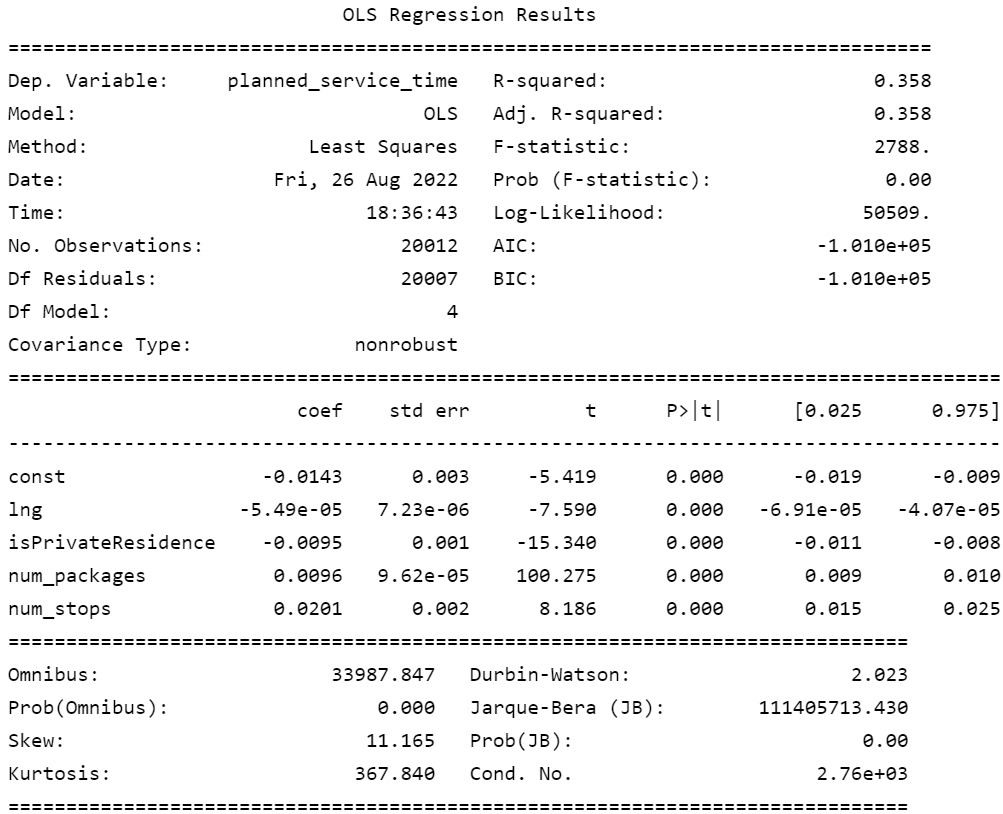 OLS Regression Results
==============================================================================
Dep. Variable: planned_service_time R-squared: 0.358
Model: OLS Adj. R-squared: 0.358
Method: Least Squares F-statistic: 2788.
Date: Fri, 26 Aug 2022 Prob (F-statistic): 0.00
Time: 18:36:43 Log-Likelihood: 50509.
No. Observations: 20012 AIC: -1.010e+05
Df Residuals: 20007 BIC: -1.010e+05
Df Model: 4
Covariance Type: nonrobust
====================================================================================
coef std err t P>|t| [0.025 0.975]
------------------------------------------------------------------------------------
const -0.0143 0.003 -5.419 0.000 -0.019 -0.009
lng -5.49e-05 7.23e-06 -7.590 0.000 -6.91e-05 -4.07e-05
isPrivateResidence -0.0095 0.001 -15.340 0.000 -0.011 -0.008
num_packages 0.0096 9.62e-05 100.275 0.000 0.009 0.010
num_stops 0.0201 0.002 8.186 0.000 0.015 0.025
==============================================================================
Omnibus: 33987.847 Durbin-Watson: 2.023
Prob(Omnibus): 0.000 Jarque-Bera (JB): 111405713.430
Skew: 11.165 Prob(JB): 0.00
Kurtosis: 367.840 Cond. No. 2.76e+03
==============================================================================